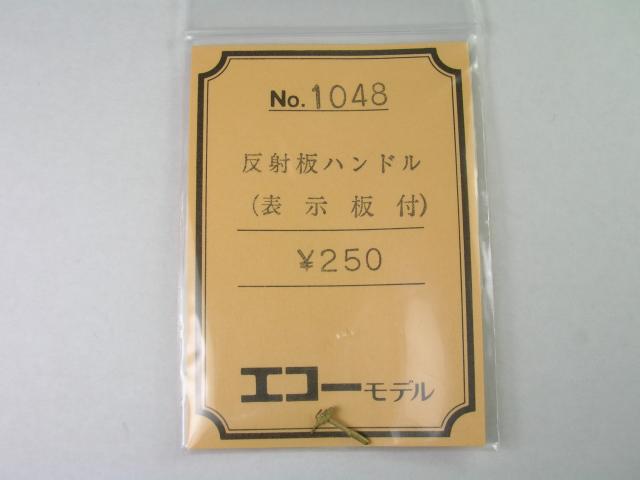 No.1048
反射板ハンドル
(表示板付)
¥250
エコーモデル